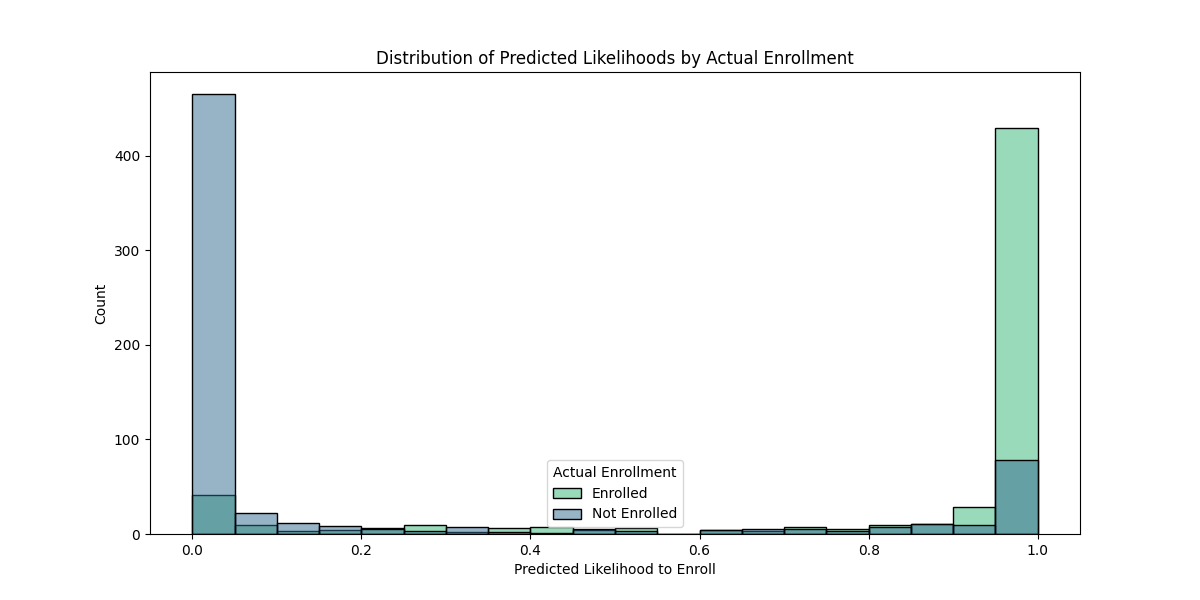 Distribution of Predicted Likelihoods by Actual Enrollment
Count
400
300
200
100
0
Actual Enrollment
Enrolled
Not Enrolled
0.0 0.2 0.4 0.6 0.8 1.0
Predicted Likelihood to Enroll